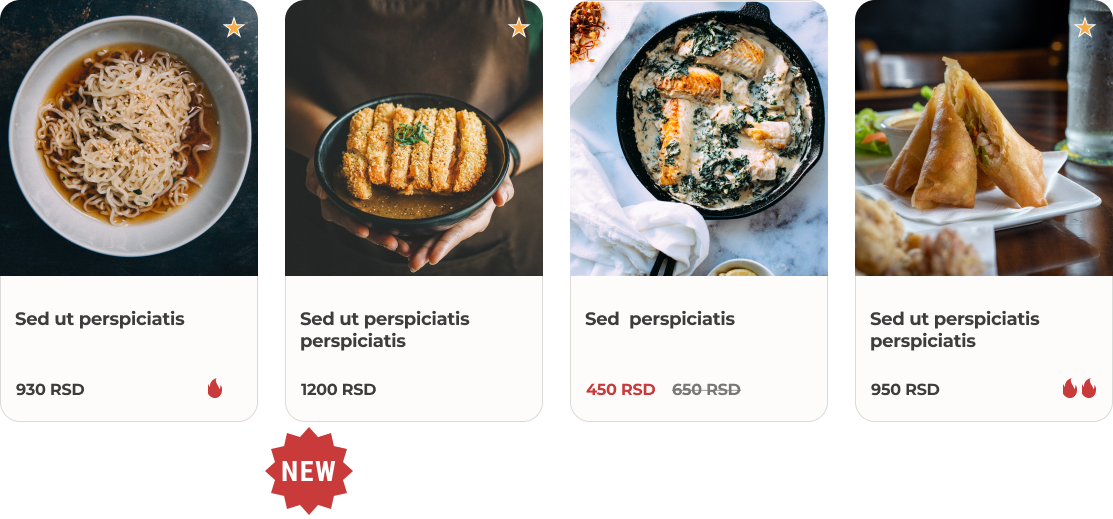 Sed ut perspiciatis
930 RSD
Sed ut perspiciatis
perspiciatis
1200 RSD
Sed  perspiciatis
450 RSD 650 RSD
Sed ut perspiciatis
perspiciatis
950 RSD
NEW